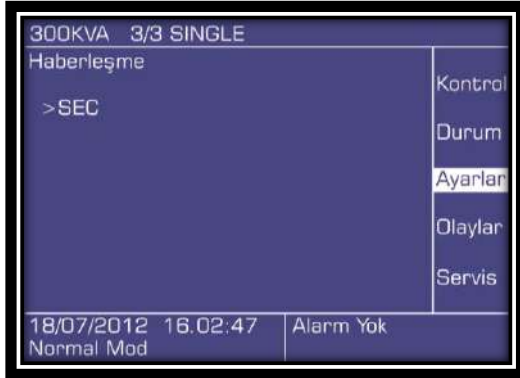 300KVA 3/3 SINGLE
Haberleşme
>SEC
Kontrol
Durum
Ayarlar
Olaylar
Servis
18/07/2012 16.02:47
Normal Mod
Alarm Yok